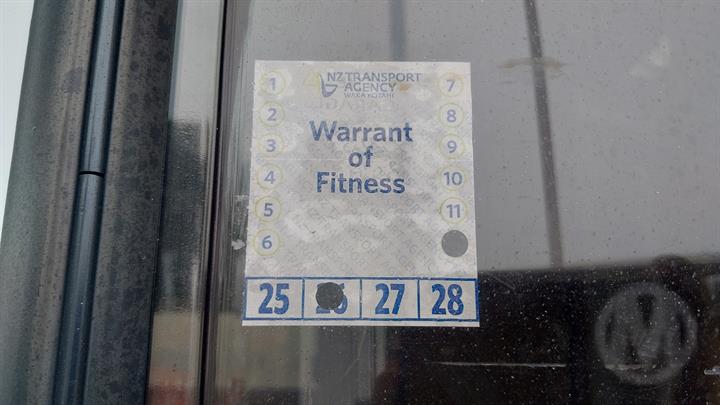 NZ TRANSPORT
AGENCY
WAKA KOTAHI
1 7
2 8
3 9
4 10
5 11
6
Warrant
of
Fitness
25 26 27 28